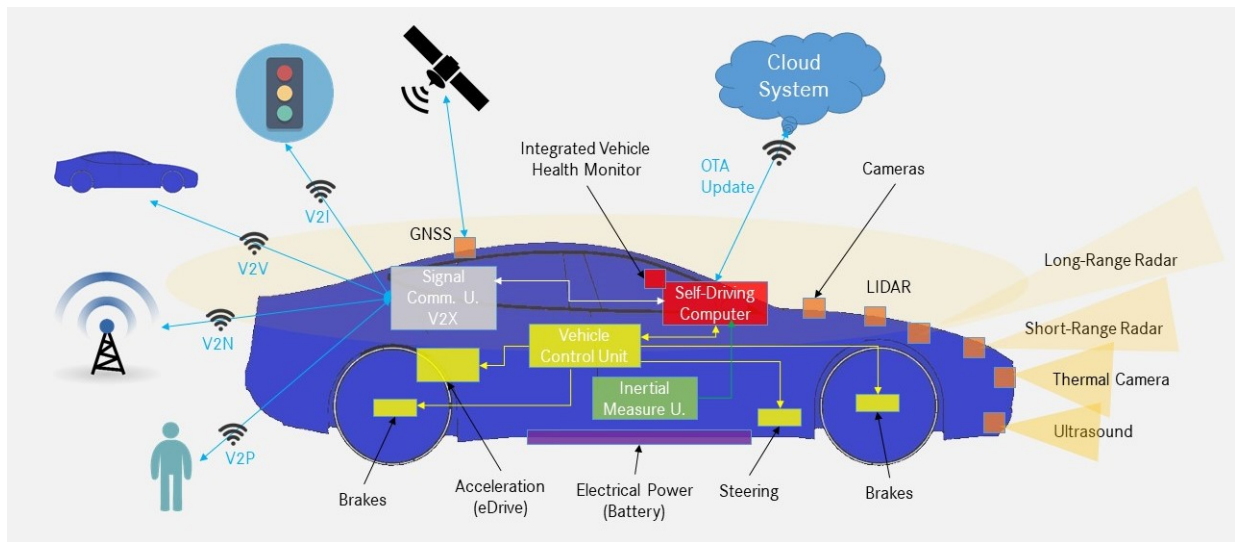 Cloud
System
Integrated Vehicle
Health Monitor
OTA
Update
Cameras
V2I
GNSS
V2V
Long-Range Radar
Signal
Comm. U.
V2X
Self-Driving
Computer
LIDAR
V2N
Vehicle
Control Unit
Short-Range Radar
Inertial
Measure U.
Thermal Camera
V2P
Ultrasound
Brakes
Acceleration
(eDrive)
Electrical Power
(Battery)
Steering
Brakes